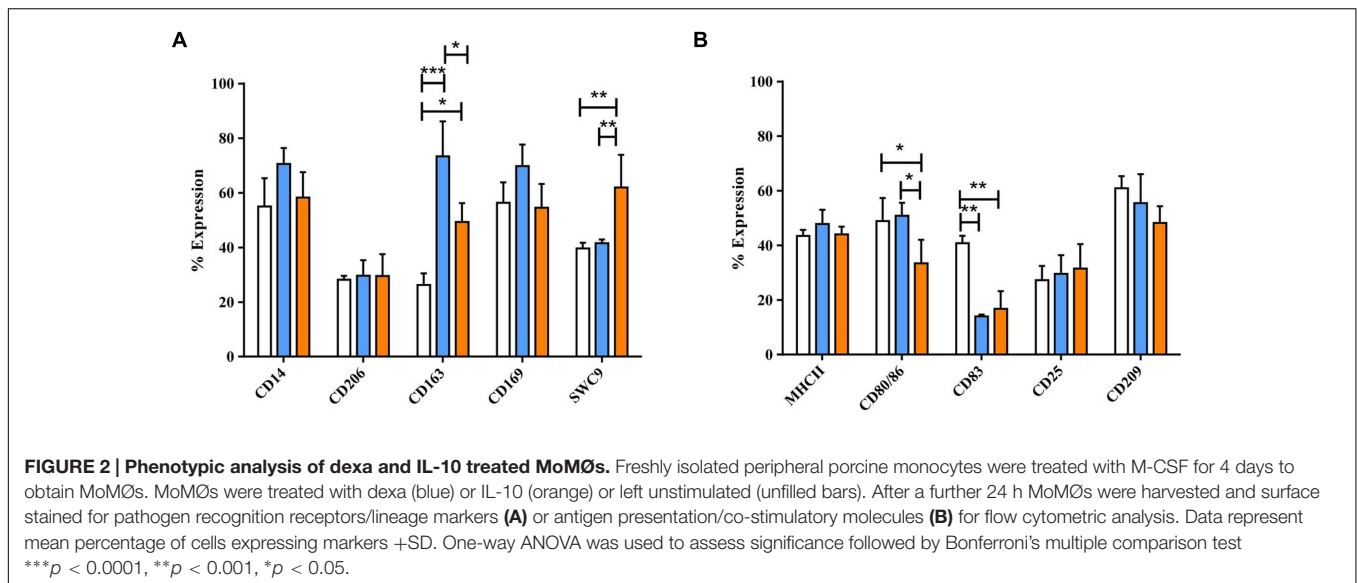 A
*
***
*
**
**
100
80
60
40
20
0
% Expression
CD14
CD206
CD163
CD169
SWC9
B
*
*
**
**
100
80
60
40
20
0
% Expression
MHCII
CD80/86
CD83
CD25
CD209
FIGURE 2 | Phenotypic analysis of dexa and IL-10 treated MoMØs. Freshly isolated peripheral porcine monocytes were treated with M-CSF for 4 days to
obtain MoMØs. MoMØs were treated with dexa (blue) or IL-10 (orange) or left unstimulated (unfilled bars). After a further 24 h MoMØs were harvested and surface
stained for pathogen recognition receptors/lineage markers (A) or antigen presentation/co-stimulatory molecules (B) for flow cytometric analysis. Data represent
mean percentage of cells expressing markers +SD. One-way ANOVA was used to assess significance followed by Bonferroni's multiple comparison test
***p < 0.0001, **p < 0.001, *p < 0.05.